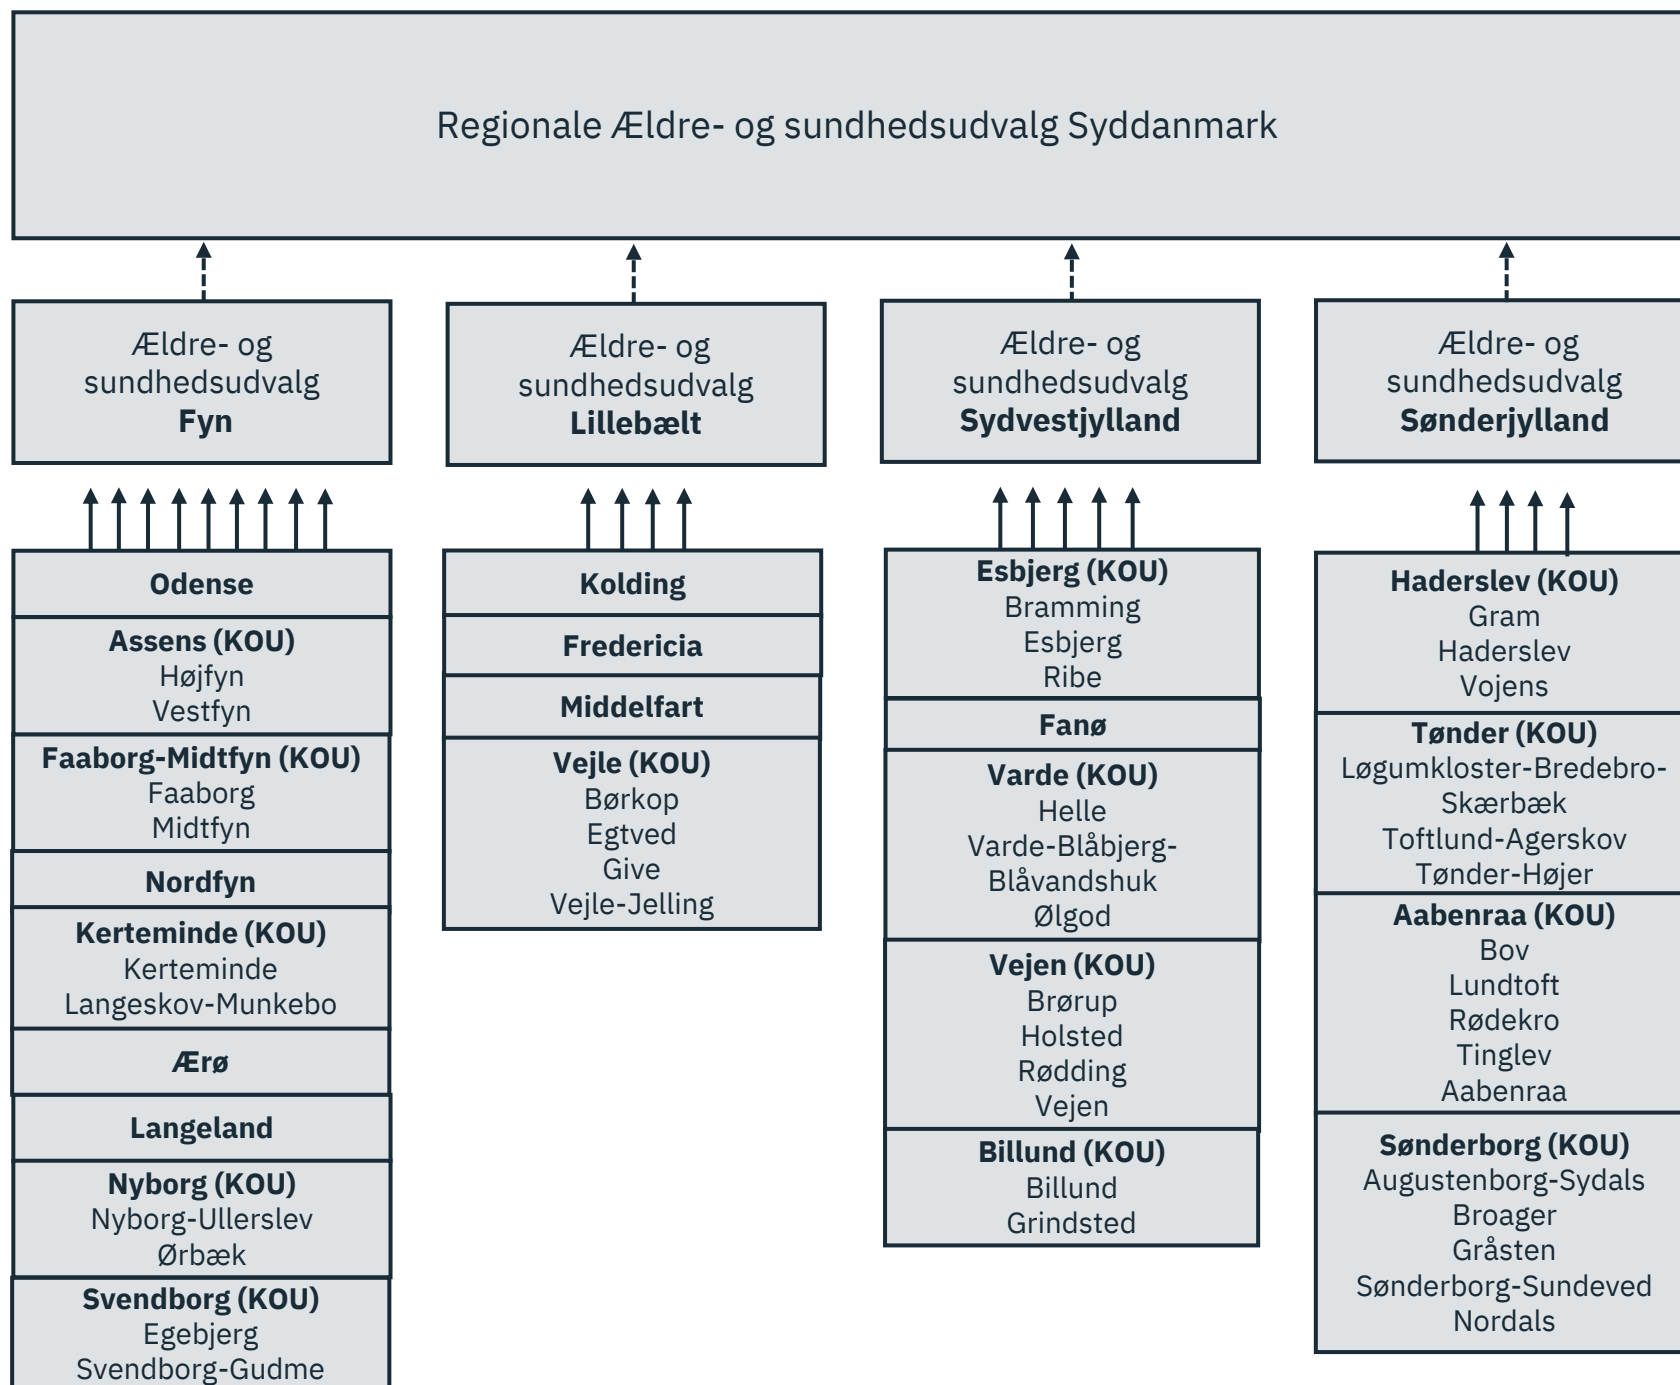 Regionale Ældre- og sundhedsudvalg Syddanmark
Ældre- og
sundhedsudvalg
Fyn
Ældre- og
sundhedsudvalg
Lillebælt
Ældre- og
sundhedsudvalg
Sydvestjylland
Ældre- og
sundhedsudvalg
Sønderjylland
Odense
Assens (KOU)
Højfyn
Vestfyn
Faaborg-Midtfyn (KOU)
Faaborg
Midtfyn
Nordfyn
Kerteminde (KOU)
Kerteminde
Langeskov-Munkebo
Ærø
Langeland
Nyborg (KOU)
Nyborg-Ullerslev
Ørbæk
Svendborg (KOU)
Egebjerg
Svendborg-Gudme
Kolding
Fredericia
Middelfart
Vejle (KOU)
Børkop
Egtved
Give
Vejle-Jelling
Esbjerg (KOU)
Bramming
Esbjerg
Ribe
Fanø
Varde (KOU)
Helle
Varde-Blåbjerg-
Blåvandshuk
Ølgod
Vejen (KOU)
Brørup
Holsted
Rødding
Vejen
Billund (KOU)
Billund
Grindsted
Haderslev (KOU)
Gram
Haderslev
Vojens
Tønder (KOU)
Løgumkloster-Bredebro-
Skærbæk
Toftlund-Agerskov
Tønder-Højer
Aabenraa (KOU)
Bov
Lundtoft
Rødekro
Tinglev
Aabenraa
Sønderborg (KOU)
Augustenborg-Sydals
Broager
Gråsten
Sønderborg-Sundeved
Nordals